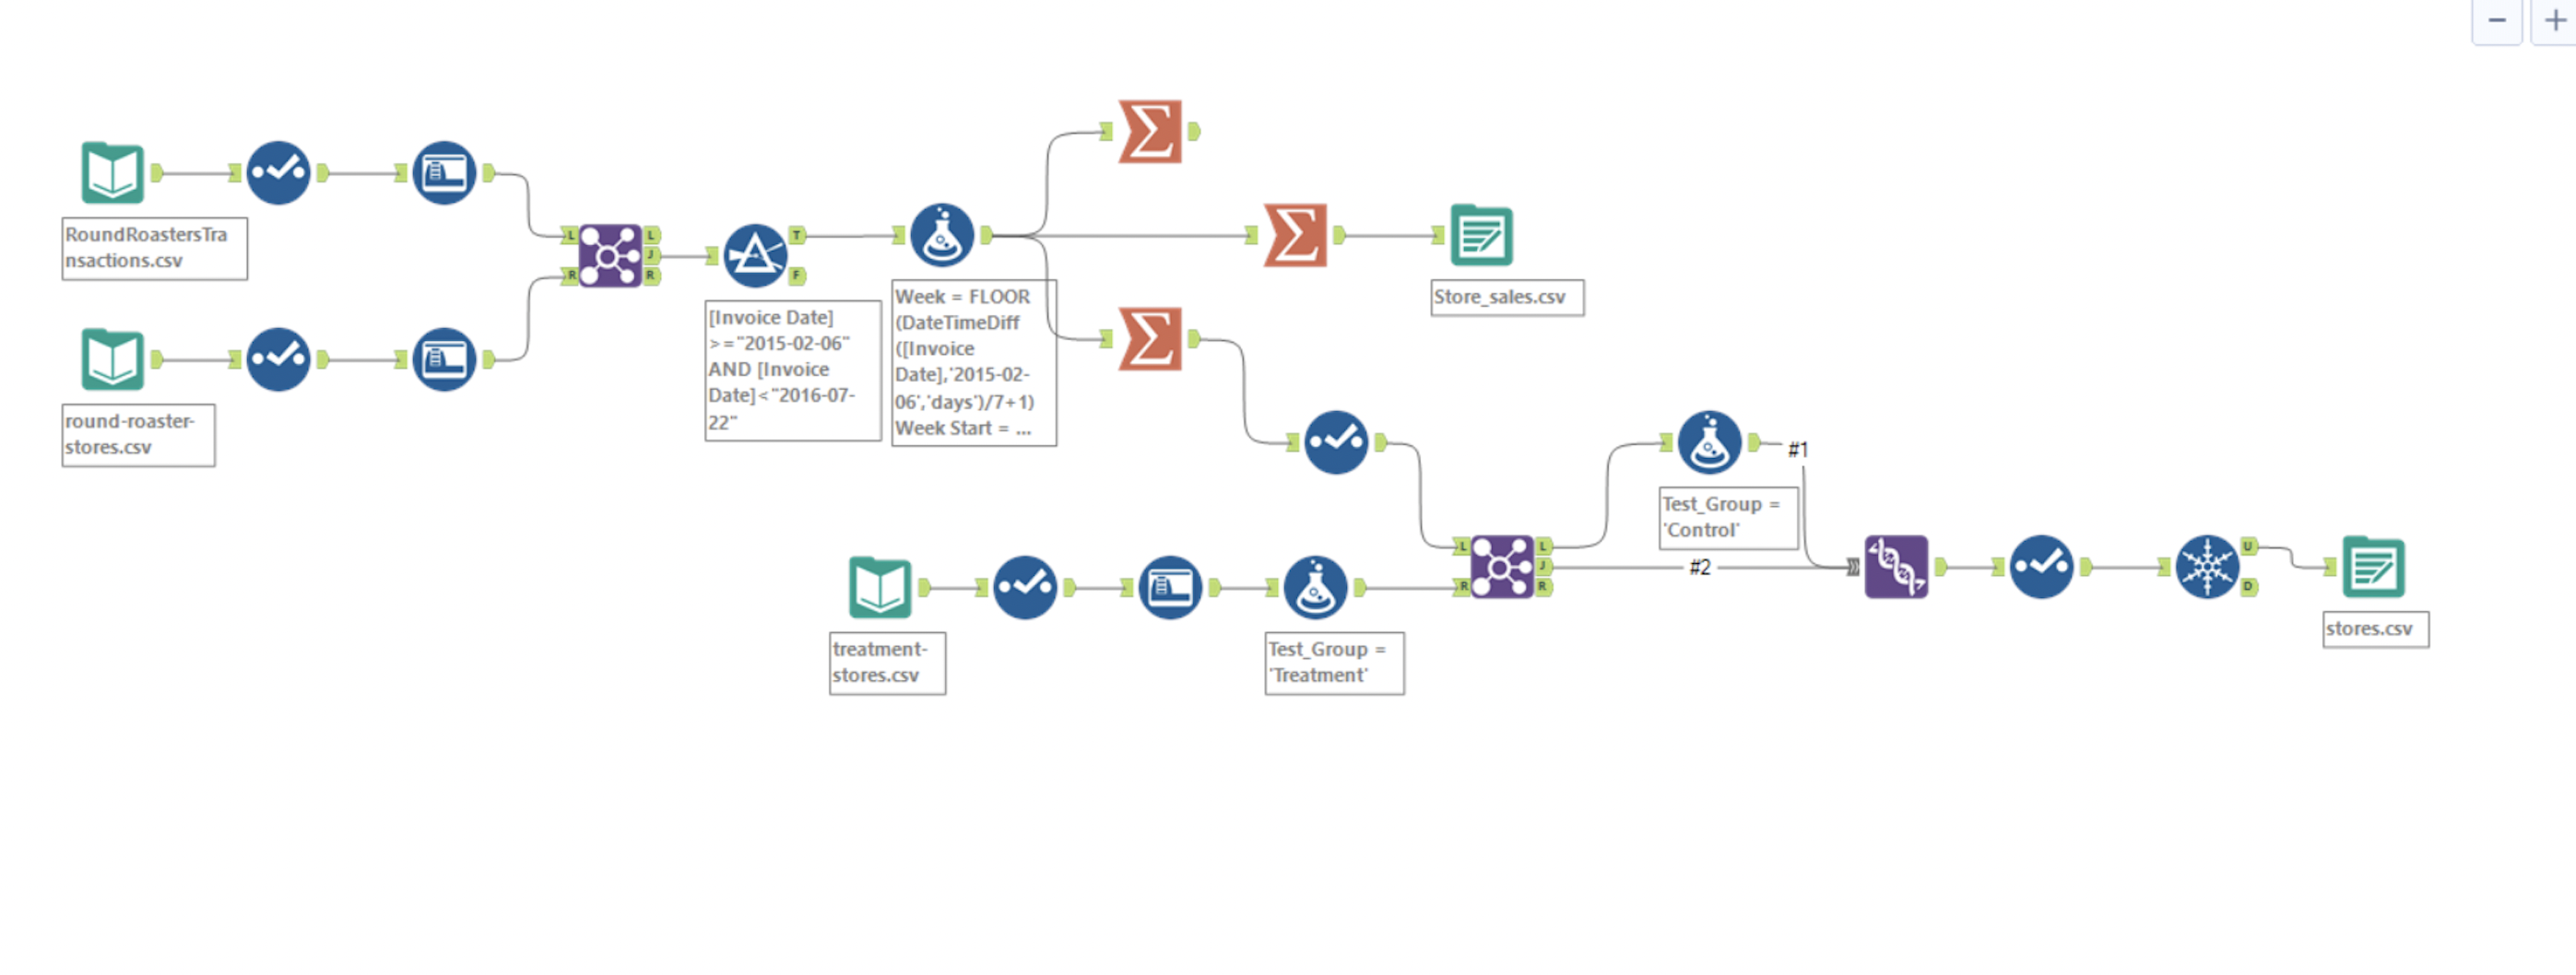 RoundRoastersTra
nsactions.csv
round-roaster-
stores.csv
L
R
L
J
R
T
F
[Invoice Date]
>="2015-02-06"
AND [Invoice
Date]<"2016-07-
22"
Week = FLOOR
(DateTimeDiff
([Invoice
Date],'2015-02-
06','days')/7+1)
Week Start = ...
Σ
Σ
Store_sales.csv
Σ
treatment-
stores.csv
Test_Group =
'Treatment'
L
R
L
J
R
Test_Group =
'Control'
#1
#2
U
D
stores.csv